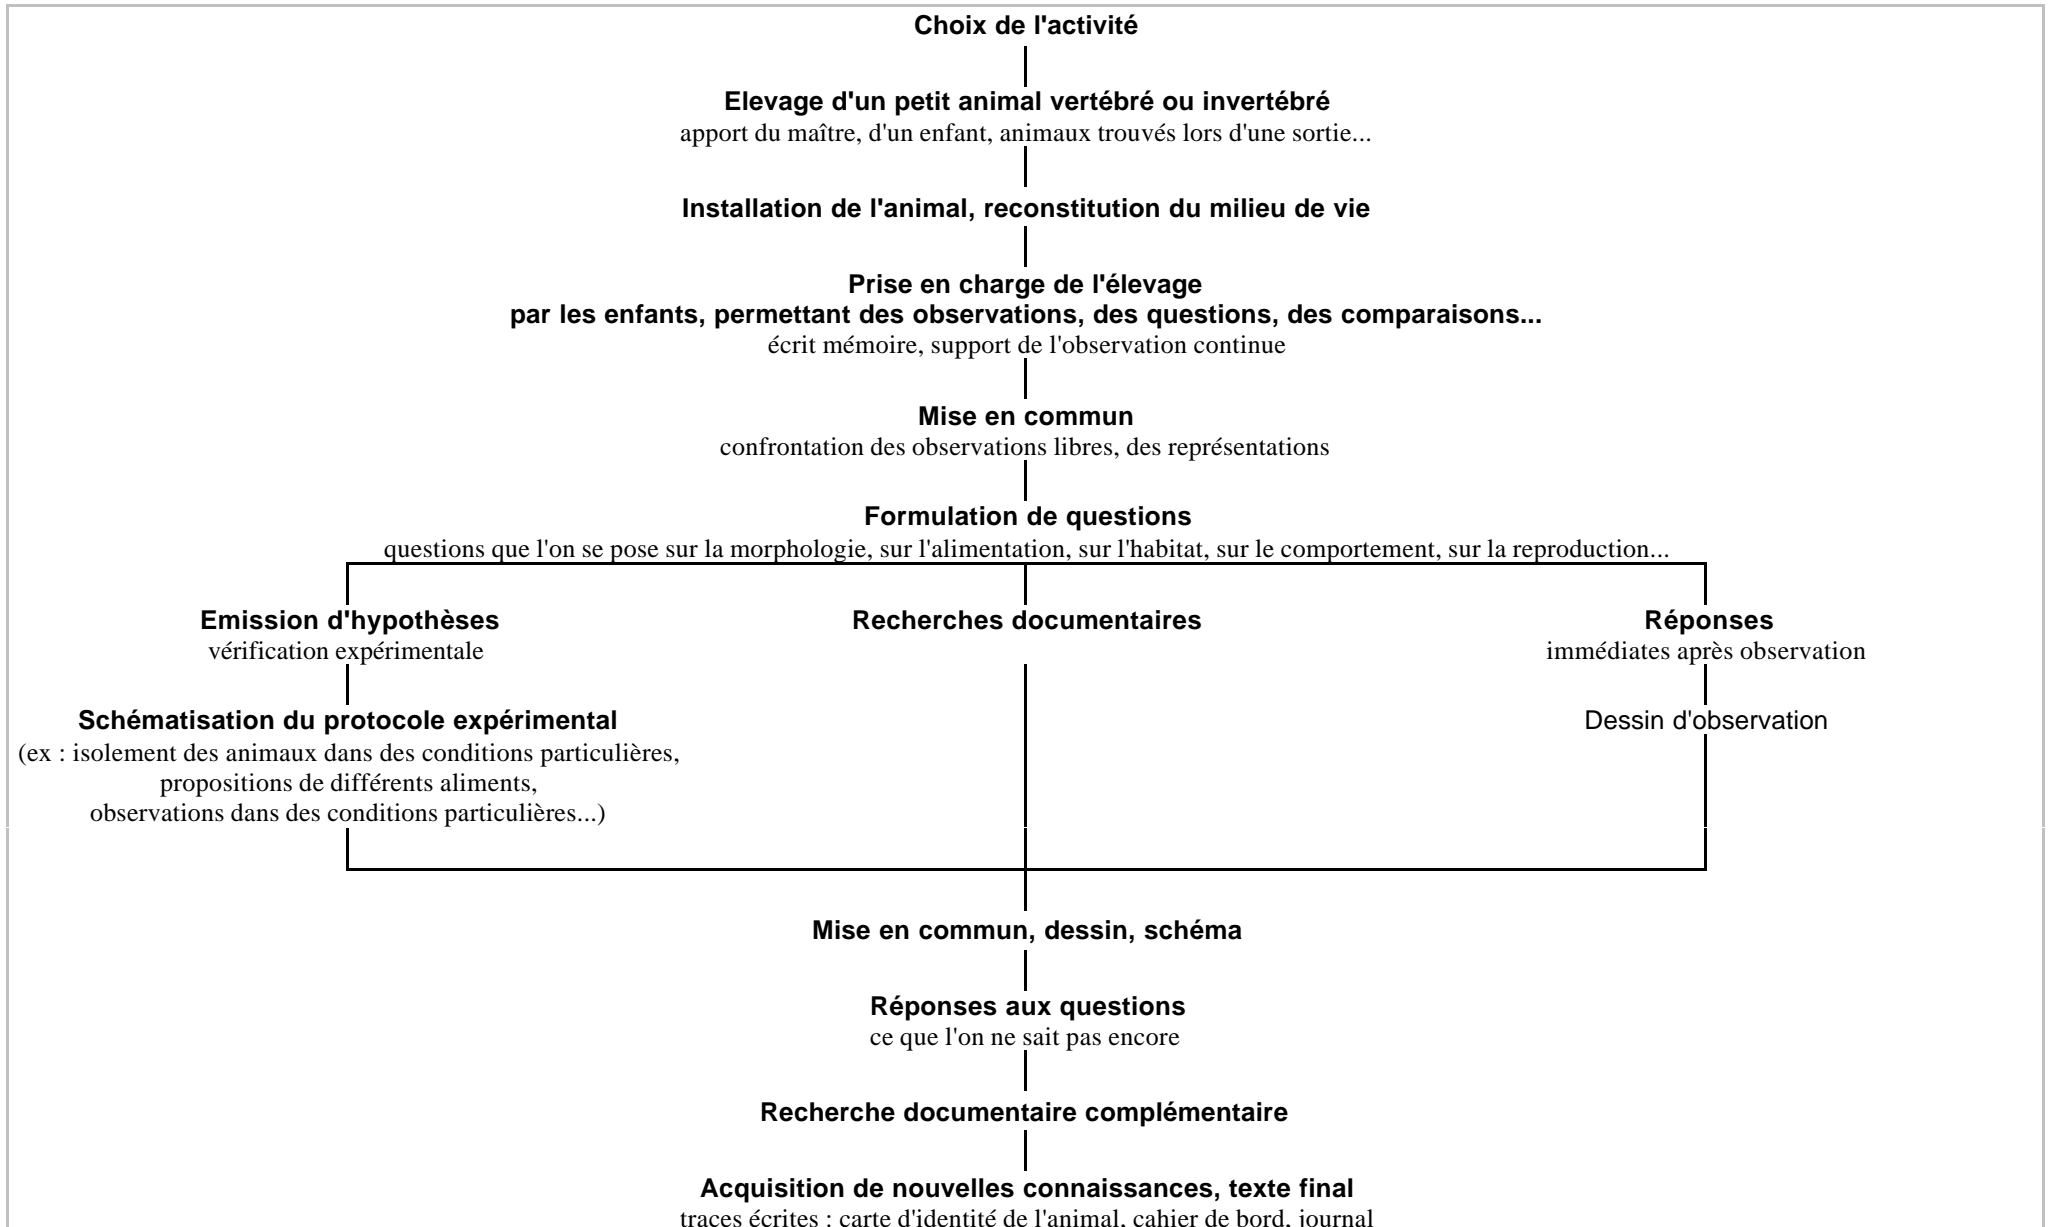 Choix de l'activité
Elevage d'un petit animal vertébré ou invertébré
apport du maître, d'un enfant, animaux trouvés lors d'une sortie...
Installation de l'animal, reconstitution du milieu de vie
Prise en charge de l'élevage
par les enfants, permettant des observations, des questions, des comparaisons...
écrit mémoire, support de l'observation continue
Mise en commun
confrontation des observations libres, des représentations
Formulation de questions
questions que l'on se pose sur la morphologie, sur l'alimentation, sur l'habitat, sur le comportement, sur la reproduction...
Emission d'hypothèses
vérification expérimentale
Schématisation du protocole expérimental
(ex : isolement des animaux dans des conditions particulières,
propositions de différents aliments,
observations dans des conditions particulières...)
Recherches documentaires
Réponses
immédiates après observation
Dessin d'observation
Mise en commun, dessin, schéma
Réponses aux questions
ce que l'on ne sait pas encore
Recherche documentaire complémentaire
Acquisition de nouvelles connaissances, texte final
traces écrites : carte d'identité de l'animal, cahier de bord, journal